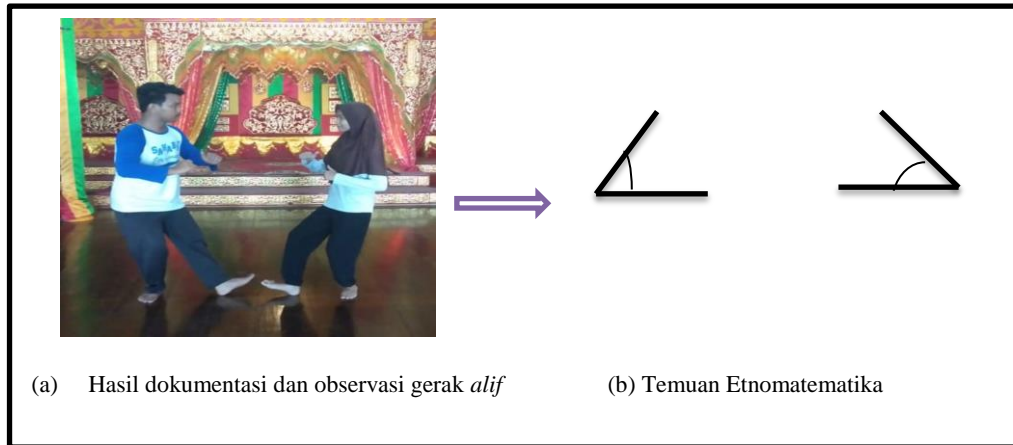 (a) Hasil dokumentasi dan observasi gerak alif
(b) Temuan Etnomatematika